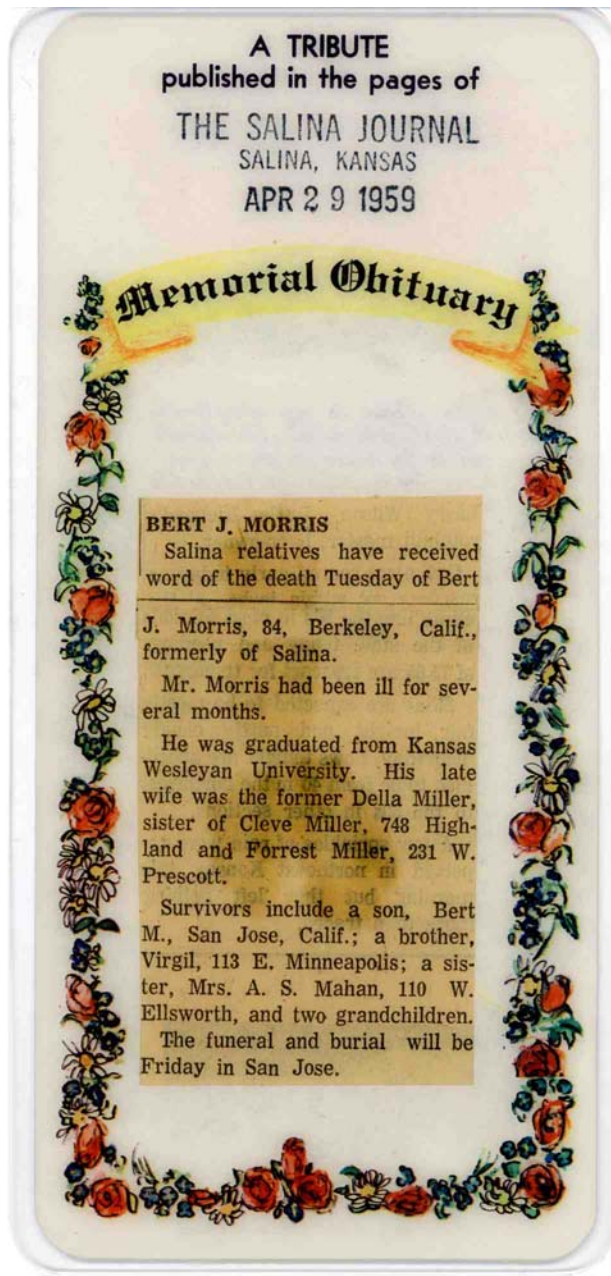 A TRIBUTE
published in the pages of
THE SALINA JOURNAL
SALINA, KANSAS
APR 29 1959
Memorial Obituary
BERT J. MORRIS
Salina relatives have received
word of the death Tuesday of Bert
J. Morris, 84, Berkeley, Calif.,
formerly of Salina.
Mr. Morris had been ill for sev-
eral months.
He was graduated from Kansas
Wesleyan University. His late
wife was the former Della Miller,
sister of Cleve Miller, 748 High-
land and Forrest Miller, 231 W.
Prescott.
Survivors include a son, Bert
M., San Jose, Calif.; a brother,
Virgil, 113 E. Minneapolis; a sis-
ter, Mrs. A. S. Mahan, 110 W.
Ellsworth, and two grandchildren.
The funeral and burial will be
Friday in San Jose.